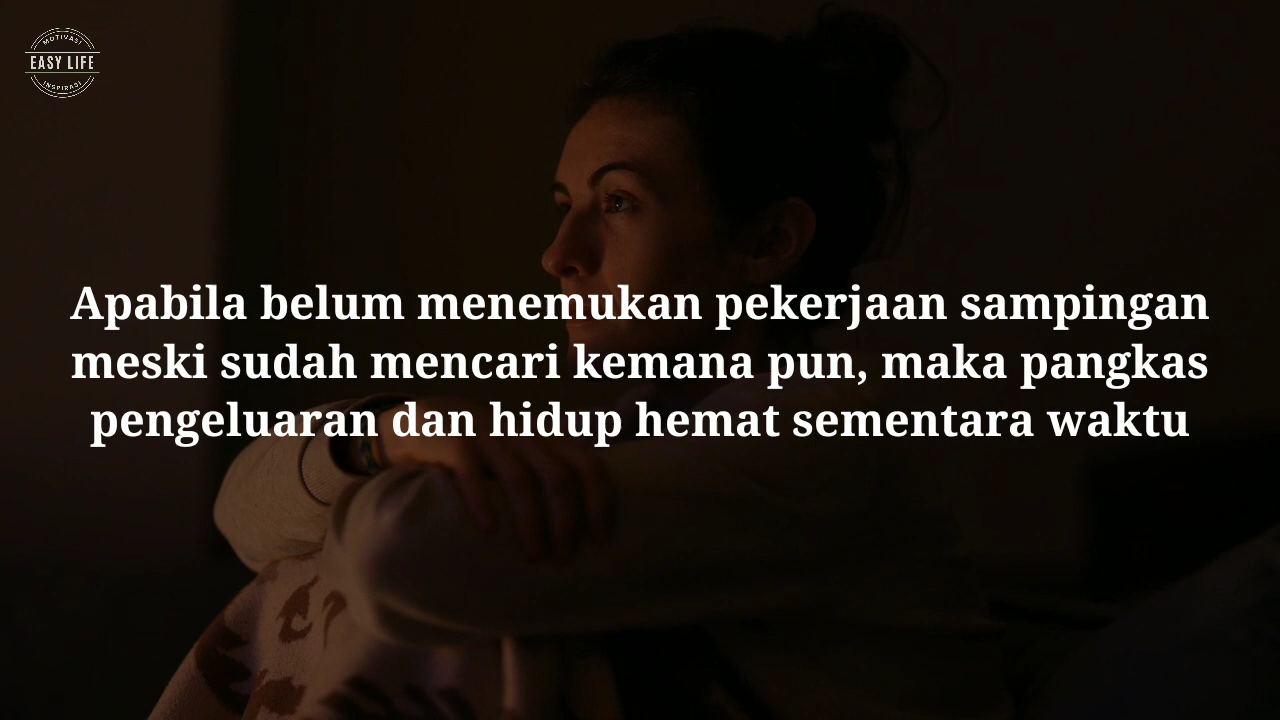 MOTIVASI
EASY LIFE
INSPIRASI
Apabila belum menemukan pekerjaan sampingan
meski sudah mencari kemana pun, maka pangkas
pengeluaran dan hidup hemat sementara waktu